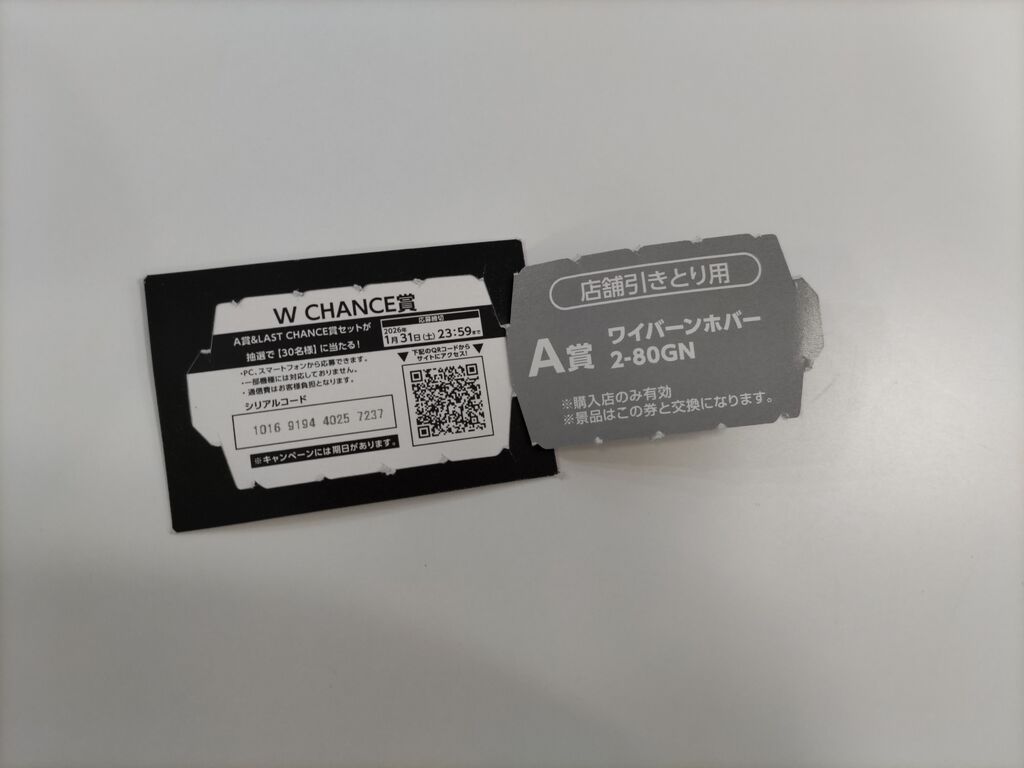 W CHANCE賞
A賞&LAST CHANCE賞セットが
抽選で[30名様]に当たる!
応募締切
2026年
1月31日(土)23:59まで
・PC、スマートフォンから応募できます。
・一部機種には対応しておりません。
・通信費はお客様負担となります。
▼下記のQRコードから▼
サイトにアクセス!
シリアルコード
1016 9194 4025 7237
※キャンペーンには期日があります。
店舗引きとり用
A賞
ワイバーンホバー
2-80GN
※購入店のみ有効
※景品はこの券と交換になります。